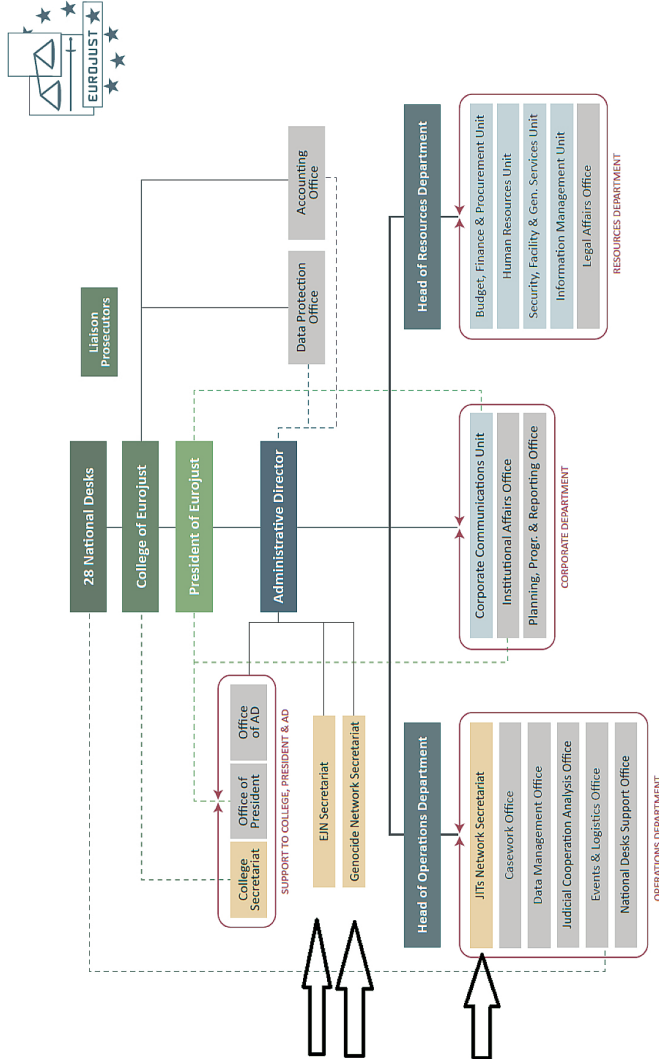 EUROJUST
28 National Desks
Liaison
Prosecutors
College of Eurojust
President of Eurojust
Administrative Director
Data Protection
Office
Accounting
Office
College
Secretariat
Office of
President
Office
of AD
SUPPORT TO COLLEGE, PRESIDENT & AD
EJN Secretariat
Genocide Network Secretariat
Head of Operations Department
JITs Network Secretariat
Casework Office
Data Management Office
Judicial Cooperation Analysis Office
Events & Logistics Office
National Desks Support Office
OPERATIONS DEPARTMENT
Corporate Communications Unit
Institutional Affairs Office
Planning, Progr. & Reporting Office
CORPORATE DEPARTMENT
Head of Resources Department
Budget, Finance & Procurement Unit
Human Resources Unit
Security, Facility & Gen. Services Unit
Information Management Unit
Legal Affairs Office
RESOURCES DEPARTMENT